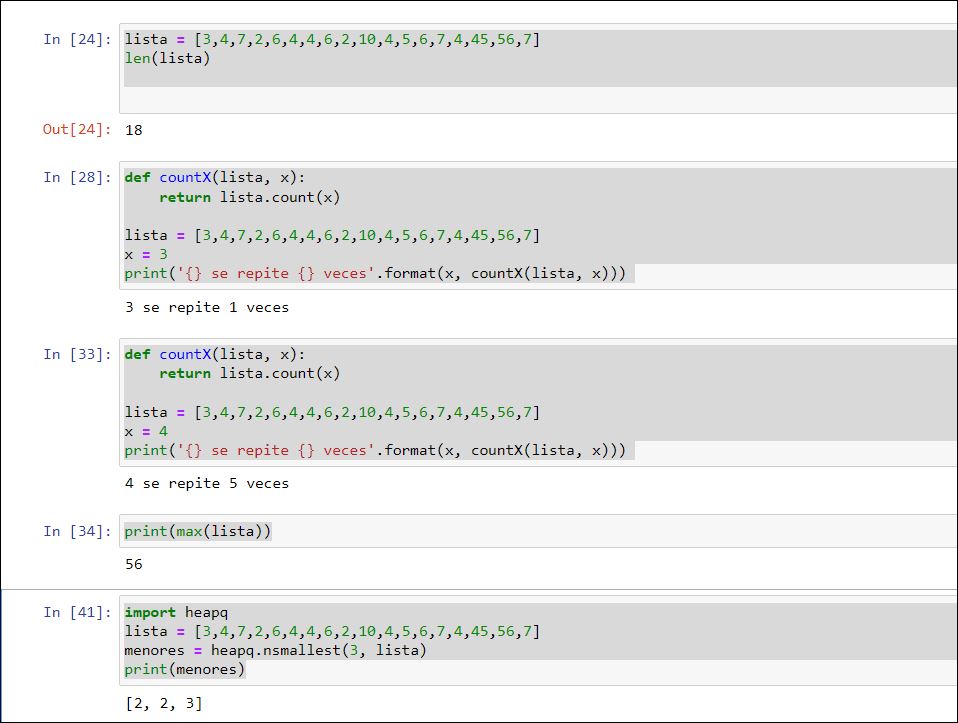 In [24]: lista = [3,4,7,2,6,4,4,6,2,10,4,5,6,7,4,45,56,7]
len(lista)
Out[24]: 18
In [28]: def countX(lista, x):
    return lista.count(x)
lista = [3,4,7,2,6,4,4,6,2,10,4,5,6,7,4,45,56,7]
x = 3
print('{} se repite {} veces'.format(x, countX(lista, x)))
3 se repite 1 veces
In [33]: def countX(lista, x):
    return lista.count(x)
lista = [3,4,7,2,6,4,4,6,2,10,4,5,6,7,4,45,56,7]
x = 4
print('{} se repite {} veces'.format(x, countX(lista, x)))
4 se repite 5 veces
In [34]: print(max(lista))
56
In [41]: import heapq
lista = [3,4,7,2,6,4,4,6,2,10,4,5,6,7,4,45,56,7]
menores = heapq.nsmallest(3, lista)
print(menores)
[2, 2, 3]